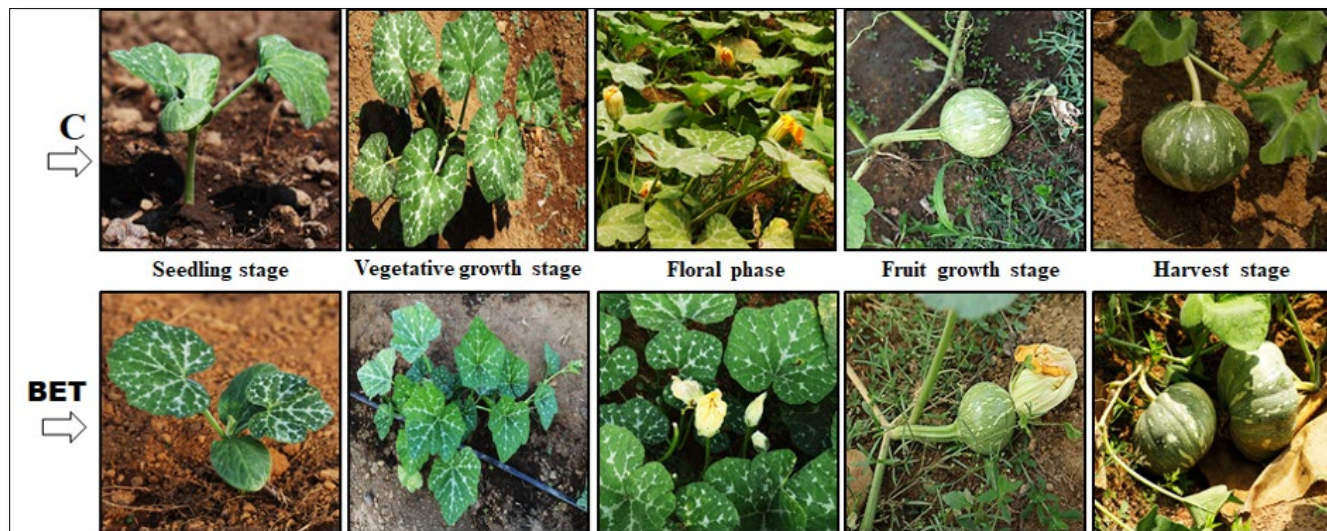 C
Seedling stage
Vegetative growth stage
Floral phase
Fruit growth stage
Harvest stage
BET